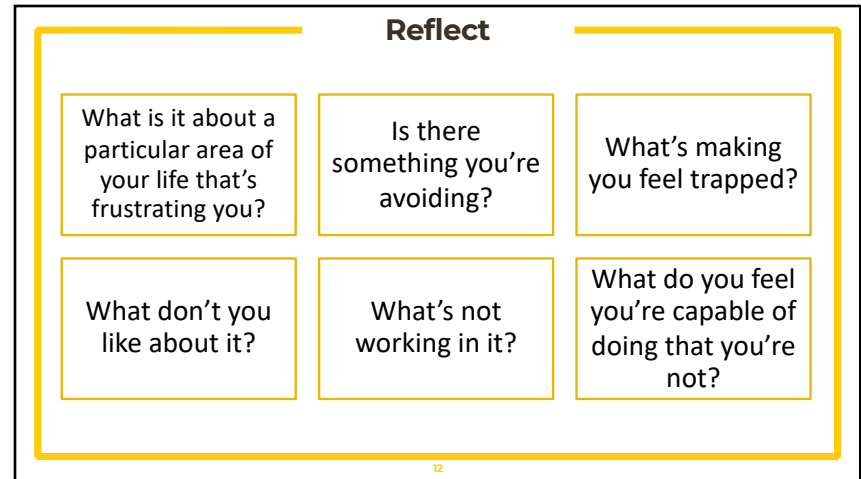 Reflect
What is it about a
particular area of
your life that's
frustrating you?
Is there
something you're
avoiding?
What's making
you feel trapped?
What don't you
like about it?
What's not
working in it?
What do you feel
you're capable of
doing that you're
not?
12